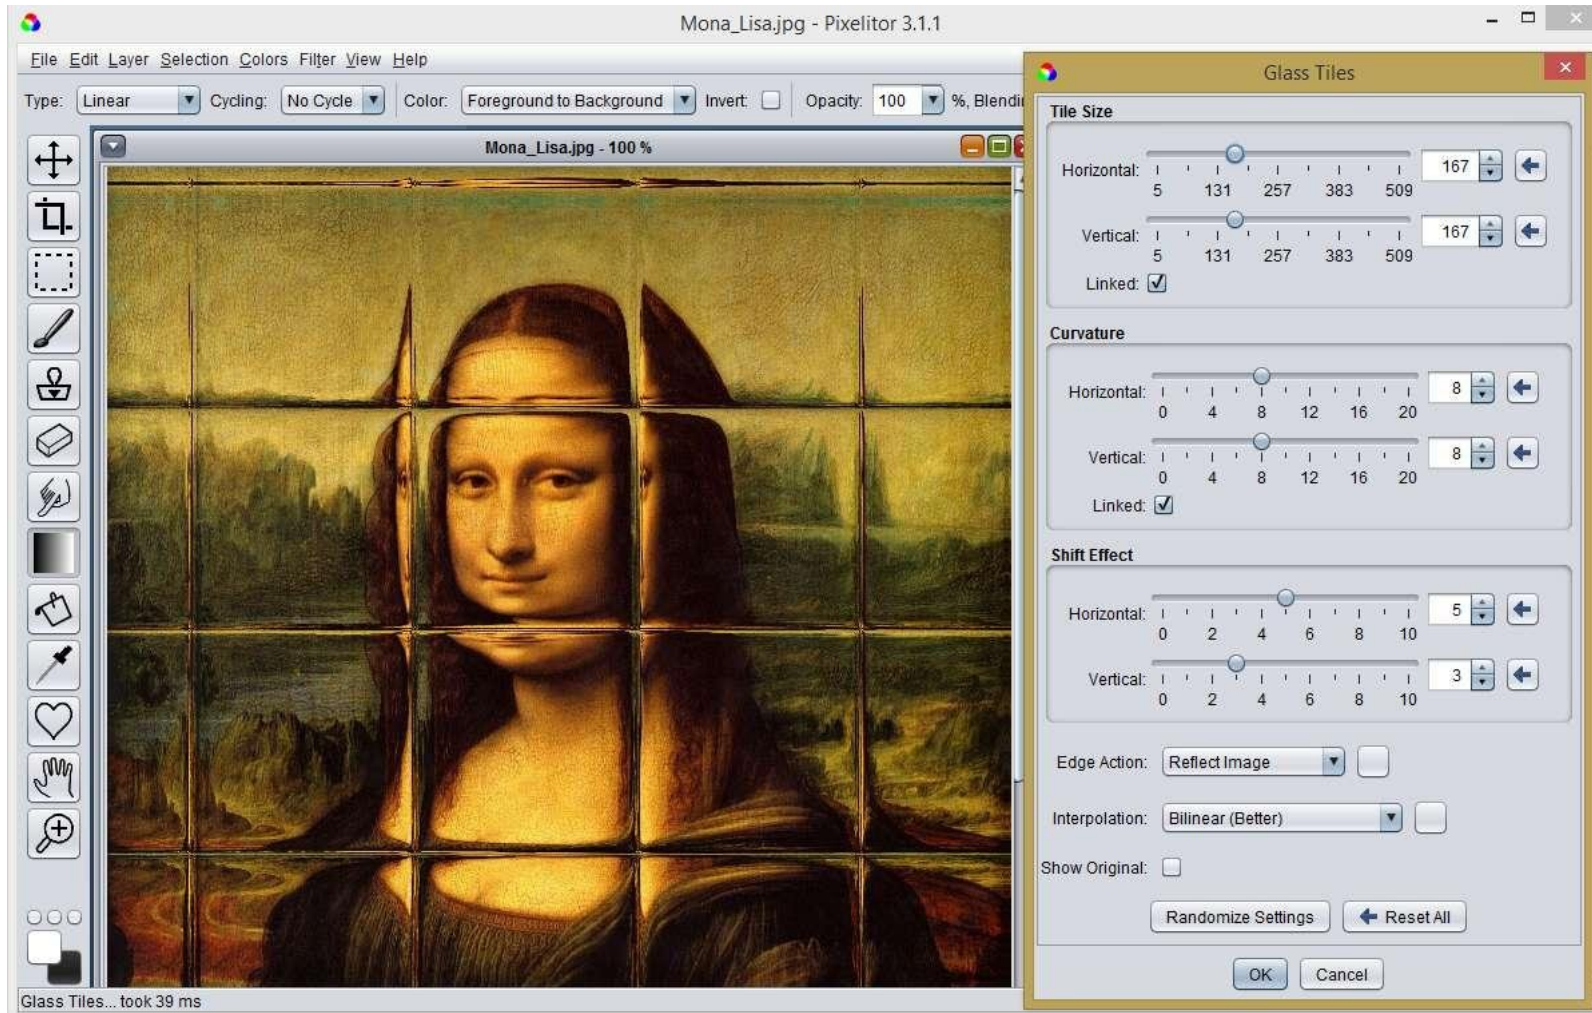 Mona_Lisa.jpg - Pixelitor 3.1.1
File Edit Layer Selection Colors Filter View Help
Type: Linear Cycling: No Cycle Color: Foreground to Background Invert: Opacity: 100 %, Blendi
Mona_Lisa.jpg - 100 %
Glass Tiles... took 39 ms
Glass Tiles
Tile Size
Horizontal: 167
5 131 257 383 509
Vertical: 167
5 131 257 383 509
Linked:
Curvature
Horizontal: 8
0 4 8 12 16 20
Vertical: 8
0 4 8 12 16 20
Linked:
Shift Effect
Horizontal: 5
0 2 4 6 8 10
Vertical: 3
0 2 4 6 8 10
Edge Action: Reflect Image
Interpolation: Bilinear (Better)
Show Original:
Randomize Settings Reset All
OK Cancel